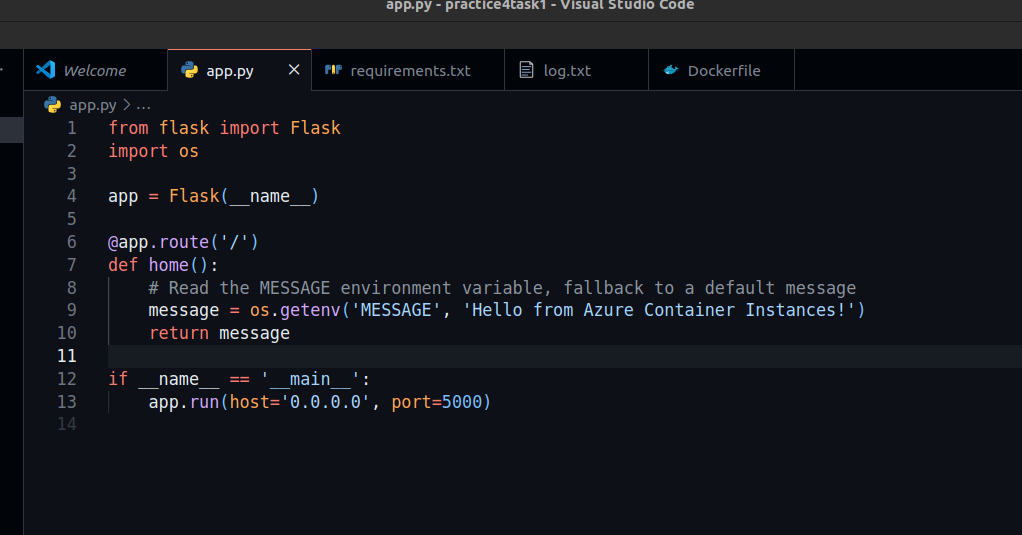 app.py - practice4task1 - Visual Studio Code
Welcome app.py × requirements.txt log.txt Dockerfile
app.py > ...
1 from flask import Flask
2 import os
3
4 app = Flask(__name__)
5
6 @app.route('/')
7 def home():
8     # Read the MESSAGE environment variable, fallback to a default message
9     message = os.getenv('MESSAGE', 'Hello from Azure Container Instances!')
10     return message
11
12 if __name__ == '__main__':
13     app.run(host='0.0.0.0', port=5000)
14